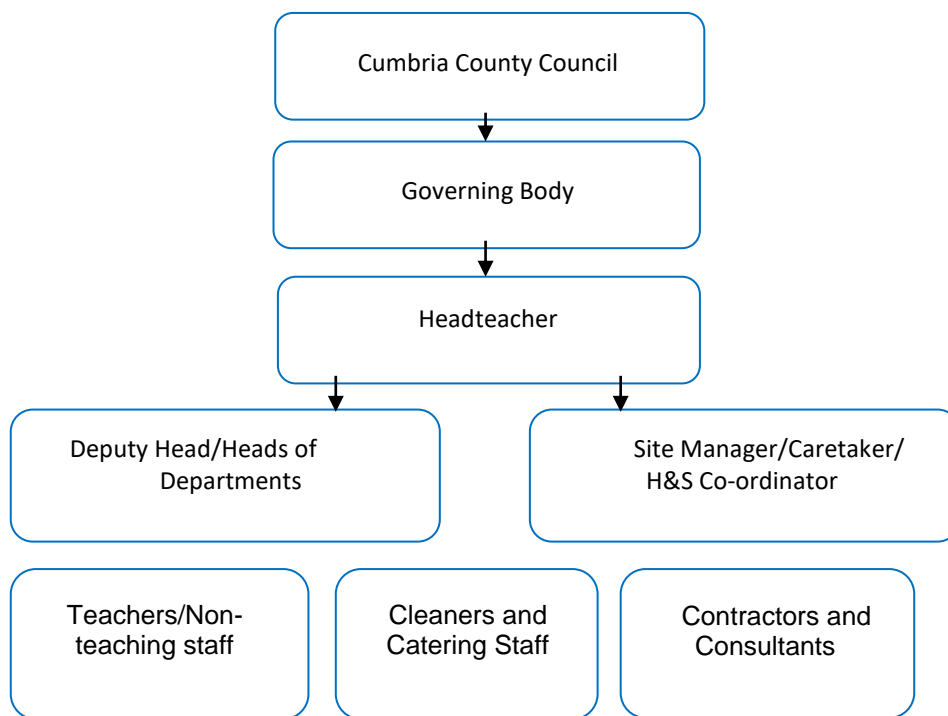 Cumbria County Council
Governing Body
Headteacher
Deputy Head/Heads of
Departments
Site Manager/Caretaker/
H&S Co-ordinator
Teachers/Non-
teaching staff
Cleaners and
Catering Staff
Contractors and
Consultants